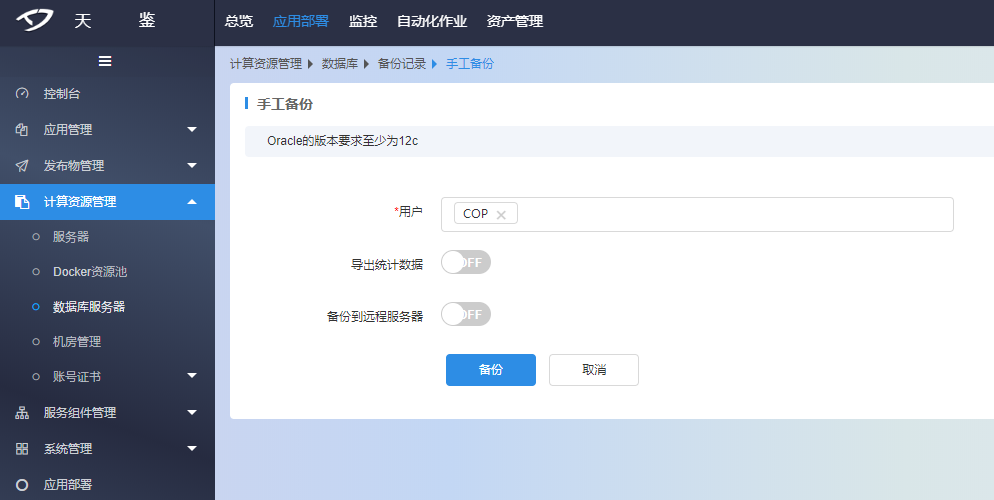 天 鉴
总览 应用部署 监控 自动化作业 资产管理
计算资源管理 数据库 备份记录 手工备份
控制台
应用管理
发布物管理
计算资源管理
服务器
Docker资源池
数据库服务器
机房管理
账号证书
服务组件管理
系统管理
应用部署
手工备份
Oracle的版本要求至少为12c
*用户 COP
导出统计数据 OFF
备份到远程服务器 OFF
备份 取消